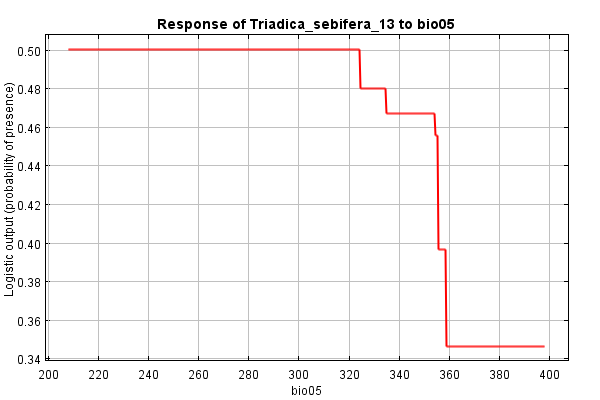 Response of Triadica_sebifera_13 to bio05
Logistic output (probability of presence)
0.50
0.48
0.46
0.44
0.42
0.40
0.38
0.36
0.34
200 220 240 260 280 300 320 340 360 380 400
bio05